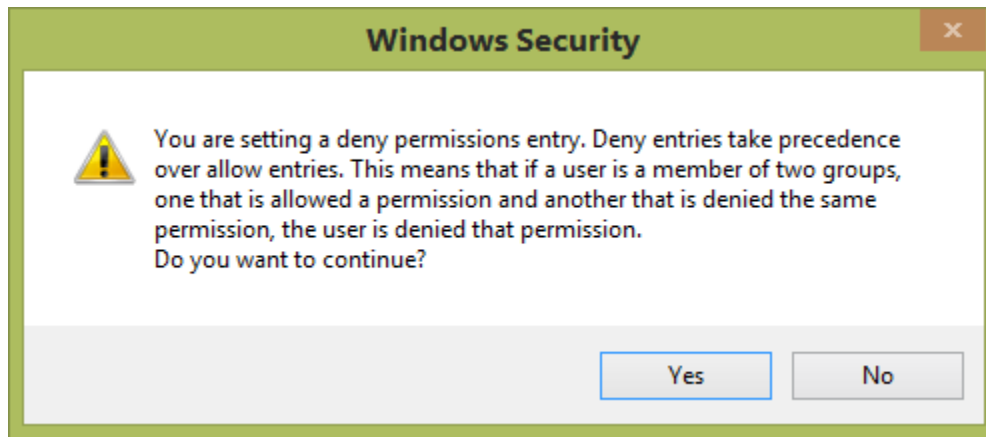 Windows Security
You are setting a deny permissions entry. Deny entries take precedence
over allow entries. This means that if a user is a member of two groups,
one that is allowed a permission and another that is denied the same
permission, the user is denied that permission.
Do you want to continue?
Yes
No